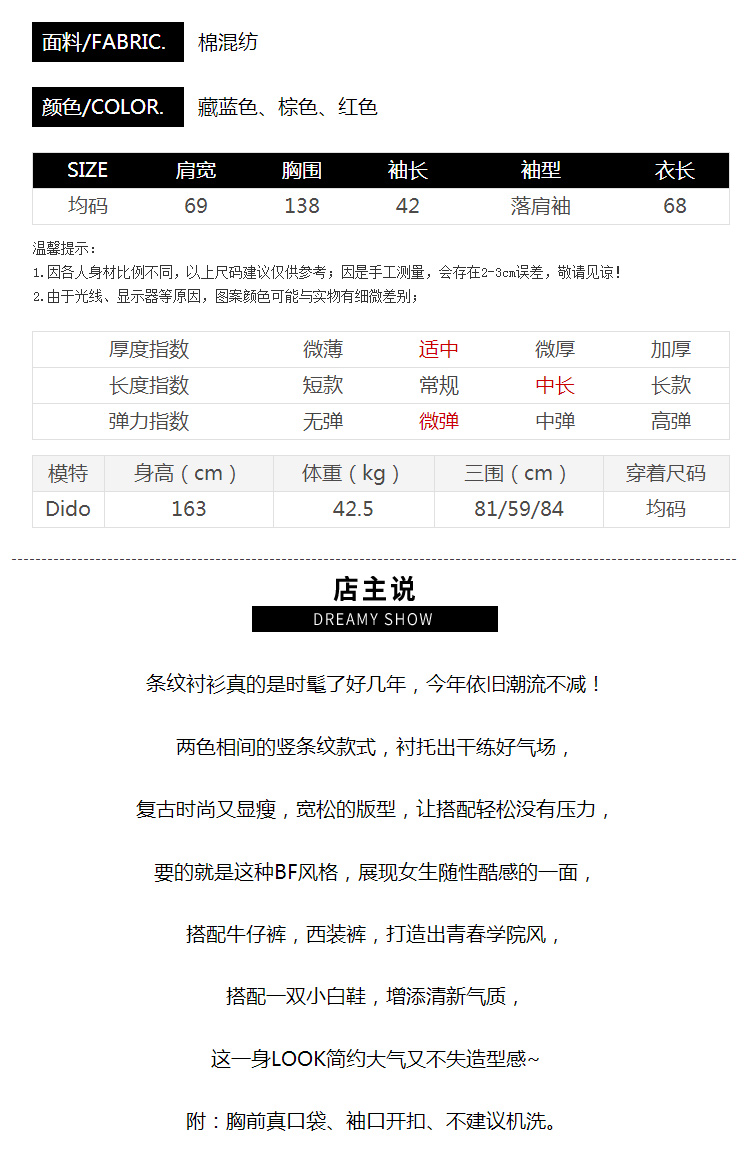 面料/FABRIC. 棉混纺
颜色/COLOR. 藏蓝色、棕色、红色
SIZE 肩宽 胸围 袖长 袖型 衣长
均码 69 138 42 落肩袖 68
温馨提示：
1.因各人身材比例不同，以上尺码建议仅供参考；因是手工测量，会存在2-3cm误差，敬请见谅！
2.由于光线、显示器等原因，图案颜色可能与实物有细微差别；
厚度指数 微薄 适中 微厚 加厚
长度指数 短款 常规 中长 长款
弹力指数 无弹 微弹 中弹 高弹
模特 身高（cm） 体重（kg） 三围（cm） 穿着尺码
Dido 163 42.5 81/59/84 均码
店主说
DREAMY SHOW
条纹衬衫真的是时髦了好几年，今年依旧潮流不减！
两色相间的竖条纹款式，衬托出干练好气场，
复古时尚又显瘦，宽松的版型，让搭配轻松没有压力，
要的就是这种BF风格，展现女生随性酷感的一面，
搭配牛仔裤，西装裤，打造出青春学院风，
搭配一双小白鞋，增添清新气质，
这一身LOOK简约大气又不失造型感~
附：胸前真口袋、袖口开扣、不建议机洗。